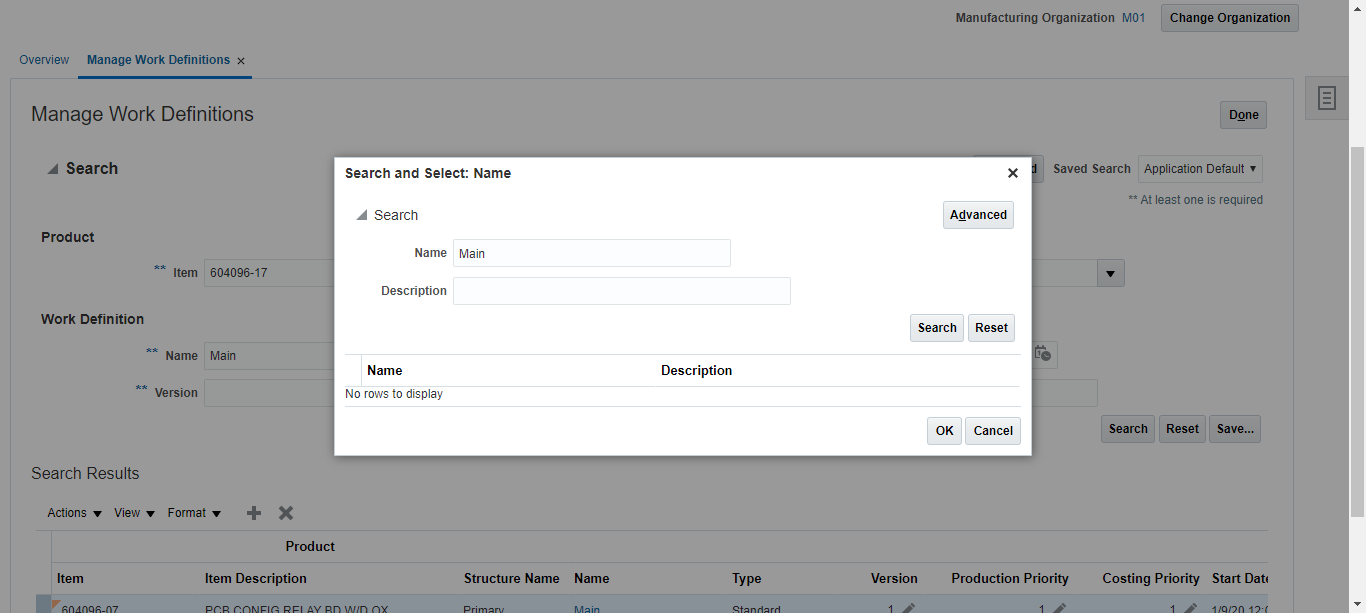 Manufacturing Organization M01 Change Organization
Overview Manage Work Definitions ×
Manage Work Definitions
Done
Search
Saved Search Application Default
** At least one is required
Product
** Item 604096-17
Work Definition
** Name Main
** Version
Search Reset Save...
Search and Select: Name
Search
Advanced
Name Main
Description
Search Reset
Name Description
No rows to display
OK Cancel
Search Results
Actions View Format
Product
Item Item Description Structure Name Name Type Version Production Priority Costing Priority Start Date
604096-07 PCB CONFIG RELAY BD W/D OX Primary Main Standard 1 1 1 1/9/20 12:0